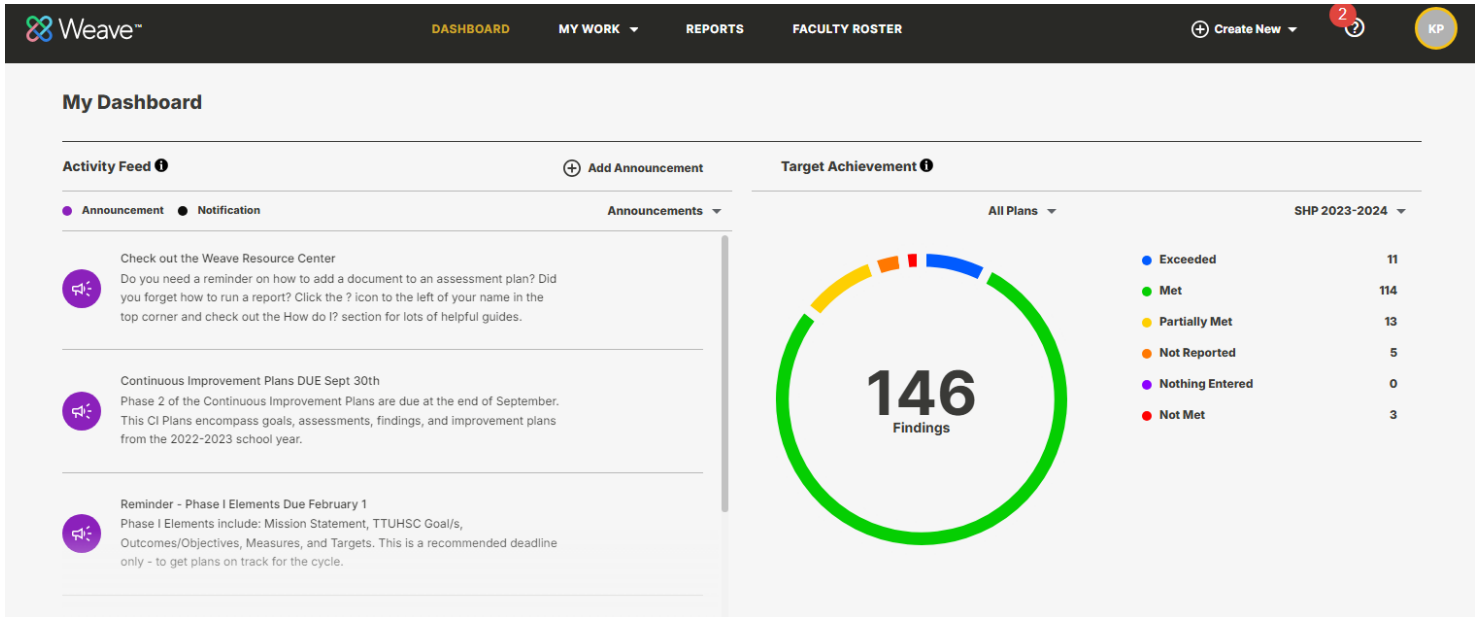 Weave™
DASHBOARD
MY WORK
REPORTS
FACULTY ROSTER
Create New
2
?
KP
My Dashboard
Activity Feed
Add Announcement
Announcement
Notification
Announcements
Check out the Weave Resource Center
Do you need a reminder on how to add a document to an assessment plan? Did
you forget how to run a report? Click the ? icon to the left of your name in the
top corner and check out the How do I? section for lots of helpful guides.
Continuous Improvement Plans DUE Sept 30th
Phase 2 of the Continuous Improvement Plans are due at the end of September.
This CI Plans encompass goals, assessments, findings, and improvement plans
from the 2022-2023 school year.
Reminder - Phase I Elements Due February 1
Phase I Elements include: Mission Statement, TTUHSC Goal/s,
Outcomes/Objectives, Measures, and Targets. This is a recommended deadline
only - to get plans on track for the cycle.
Target Achievement
All Plans
SHP 2023-2024
146
Findings
Exceeded 11
Met 114
Partially Met 13
Not Reported 5
Nothing Entered 0
Not Met 3